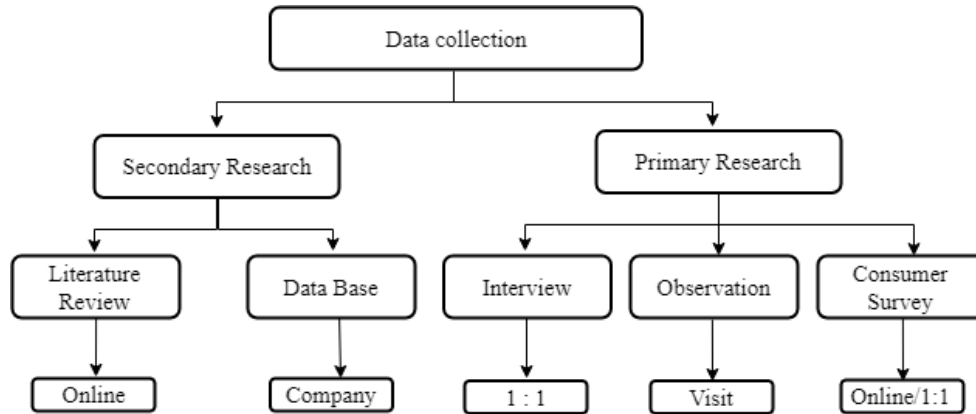 Data collection
Secondary Research
Primary Research
Literature
Review
Data Base
Interview
Observation
Consumer
Survey
Online
Company
1 : 1
Visit
Online/1:1